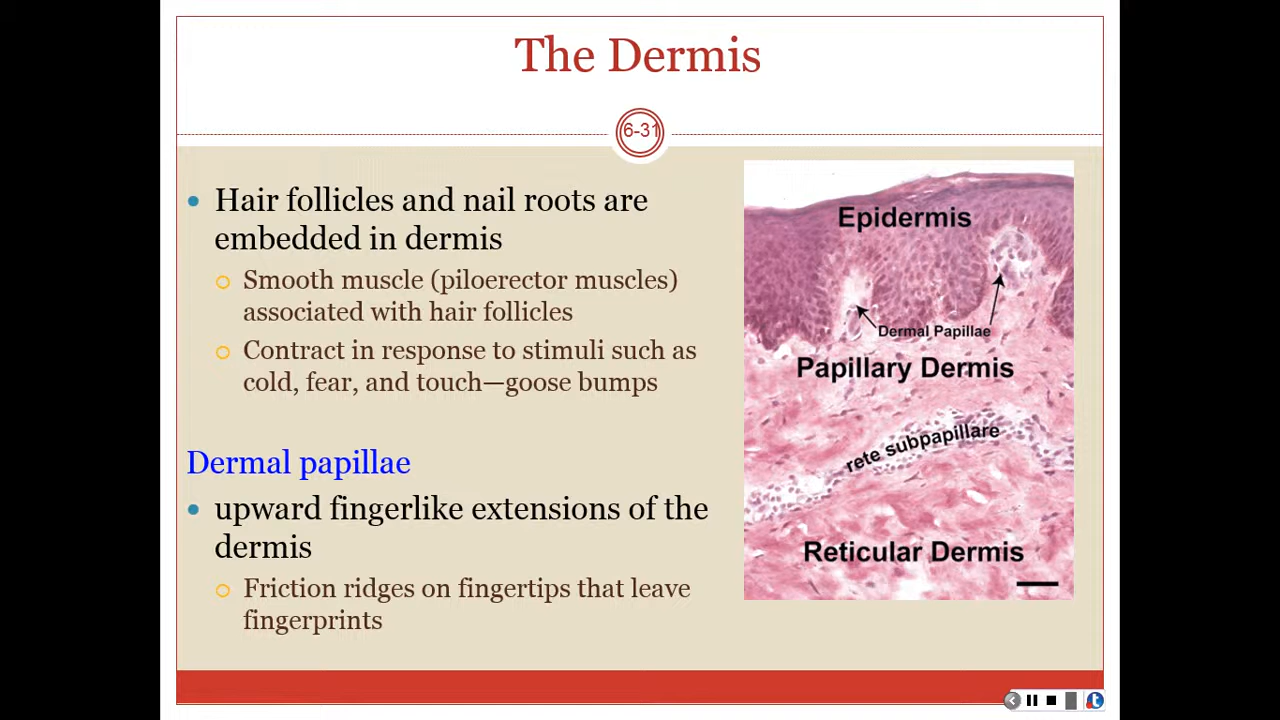 The Dermis
6-31
Hair follicles and nail roots are
embedded in dermis
Smooth muscle (piloerector muscles)
associated with hair follicles
Contract in response to stimuli such as
cold, fear, and touch—goose bumps
Dermal papillae
upward fingerlike extensions of the
dermis
Friction ridges on fingertips that leave
fingerprints
Epidermis
Dermal Papillae
Papillary Dermis
rete subpapillare
Reticular Dermis
t